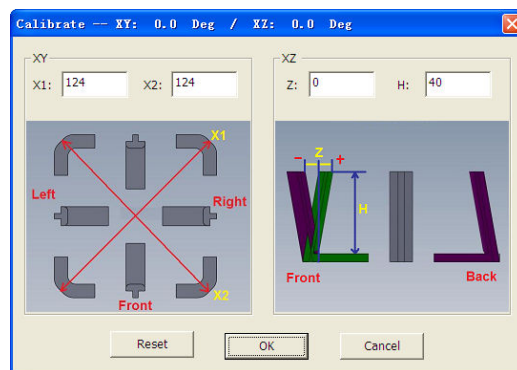 Calibrate -- XY: 0.0 Deg / XZ: 0.0 Deg
XY
XZ
X1: 124 X2: 124
Z: 0 H: 40
X1
- Z +
Left
Right
H
Front
X2
Front
Back
Reset OK Cancel